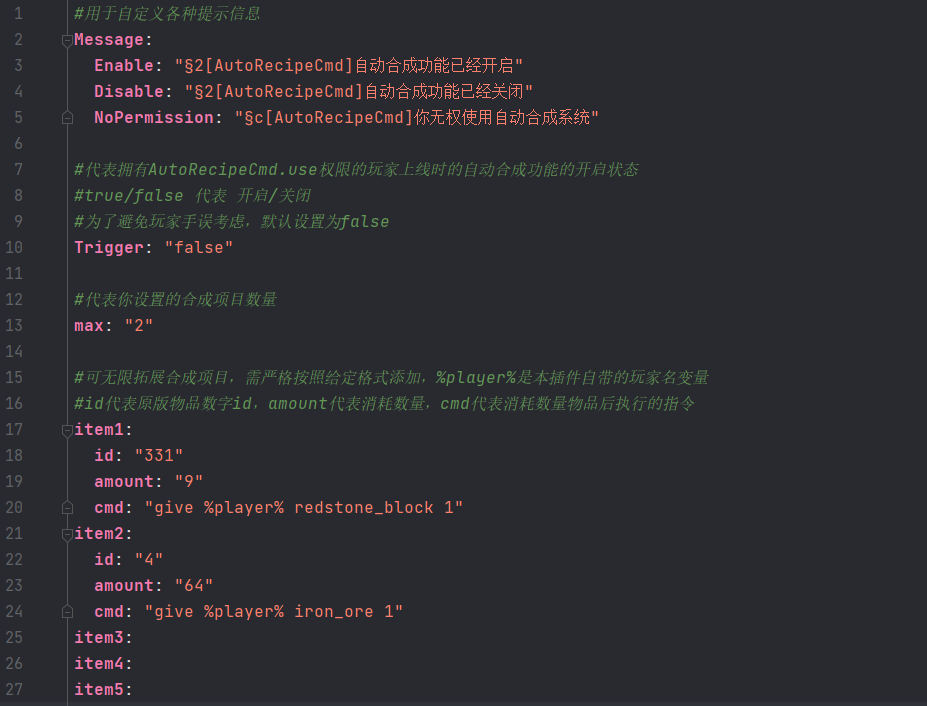 1 #用于自定义各种提示信息
2 Message:
3 Enable: "§2[AutoRecipeCmd]自动合成功能已经开启"
4 Disable: "§2[AutoRecipeCmd]自动合成功能已经关闭"
5 NoPermission: "§c[AutoRecipeCmd]你无权使用自动合成系统"
6
7 #代表拥有AutoRecipeCmd.use权限的玩家上线时的自动合成功能的开启状态
8 #true/false 代表 开启/关闭
9 #为了避免玩家手误考虑，默认设置为false
10 Trigger: "false"
11
12 #代表你设置的合成项目数量
13 max: "2"
14
15 #可无限拓展合成项目，需严格按照给定格式添加，%player%是本插件自带的玩家名变量
16 #id代表原版物品数字id，amount代表消耗数量，cmd代表消耗数量物品后执行的指令
17 item1:
18 id: "331"
19 amount: "9"
20 cmd: "give %player% redstone_block 1"
21 item2:
22 id: "4"
23 amount: "64"
24 cmd: "give %player% iron_ore 1"
25 item3:
26 item4:
27 item5: